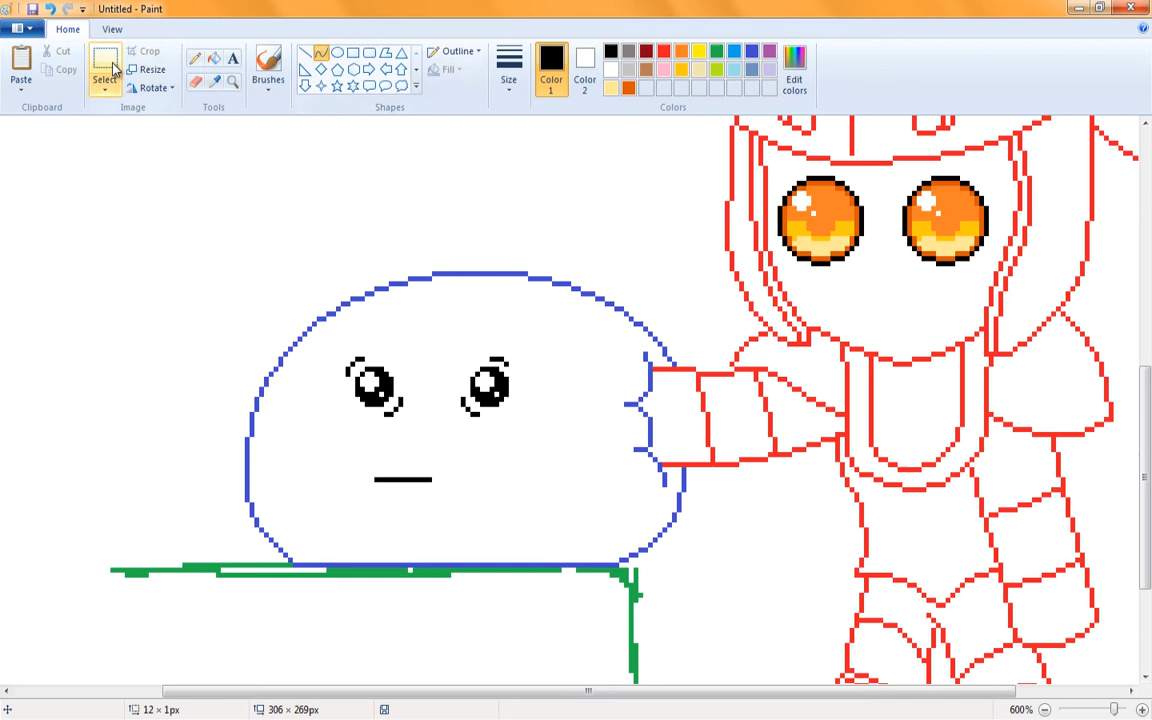 Untitled - Paint
Home View
Paste
Cut
Copy
Clipboard
Select
Crop
Resize
Rotate
Image
A
Tools
Brushes
Shapes
Outline
Fill
Size
Color 1
Color 2
Edit colors
Colors
12 × 1px
306 × 269px
600%